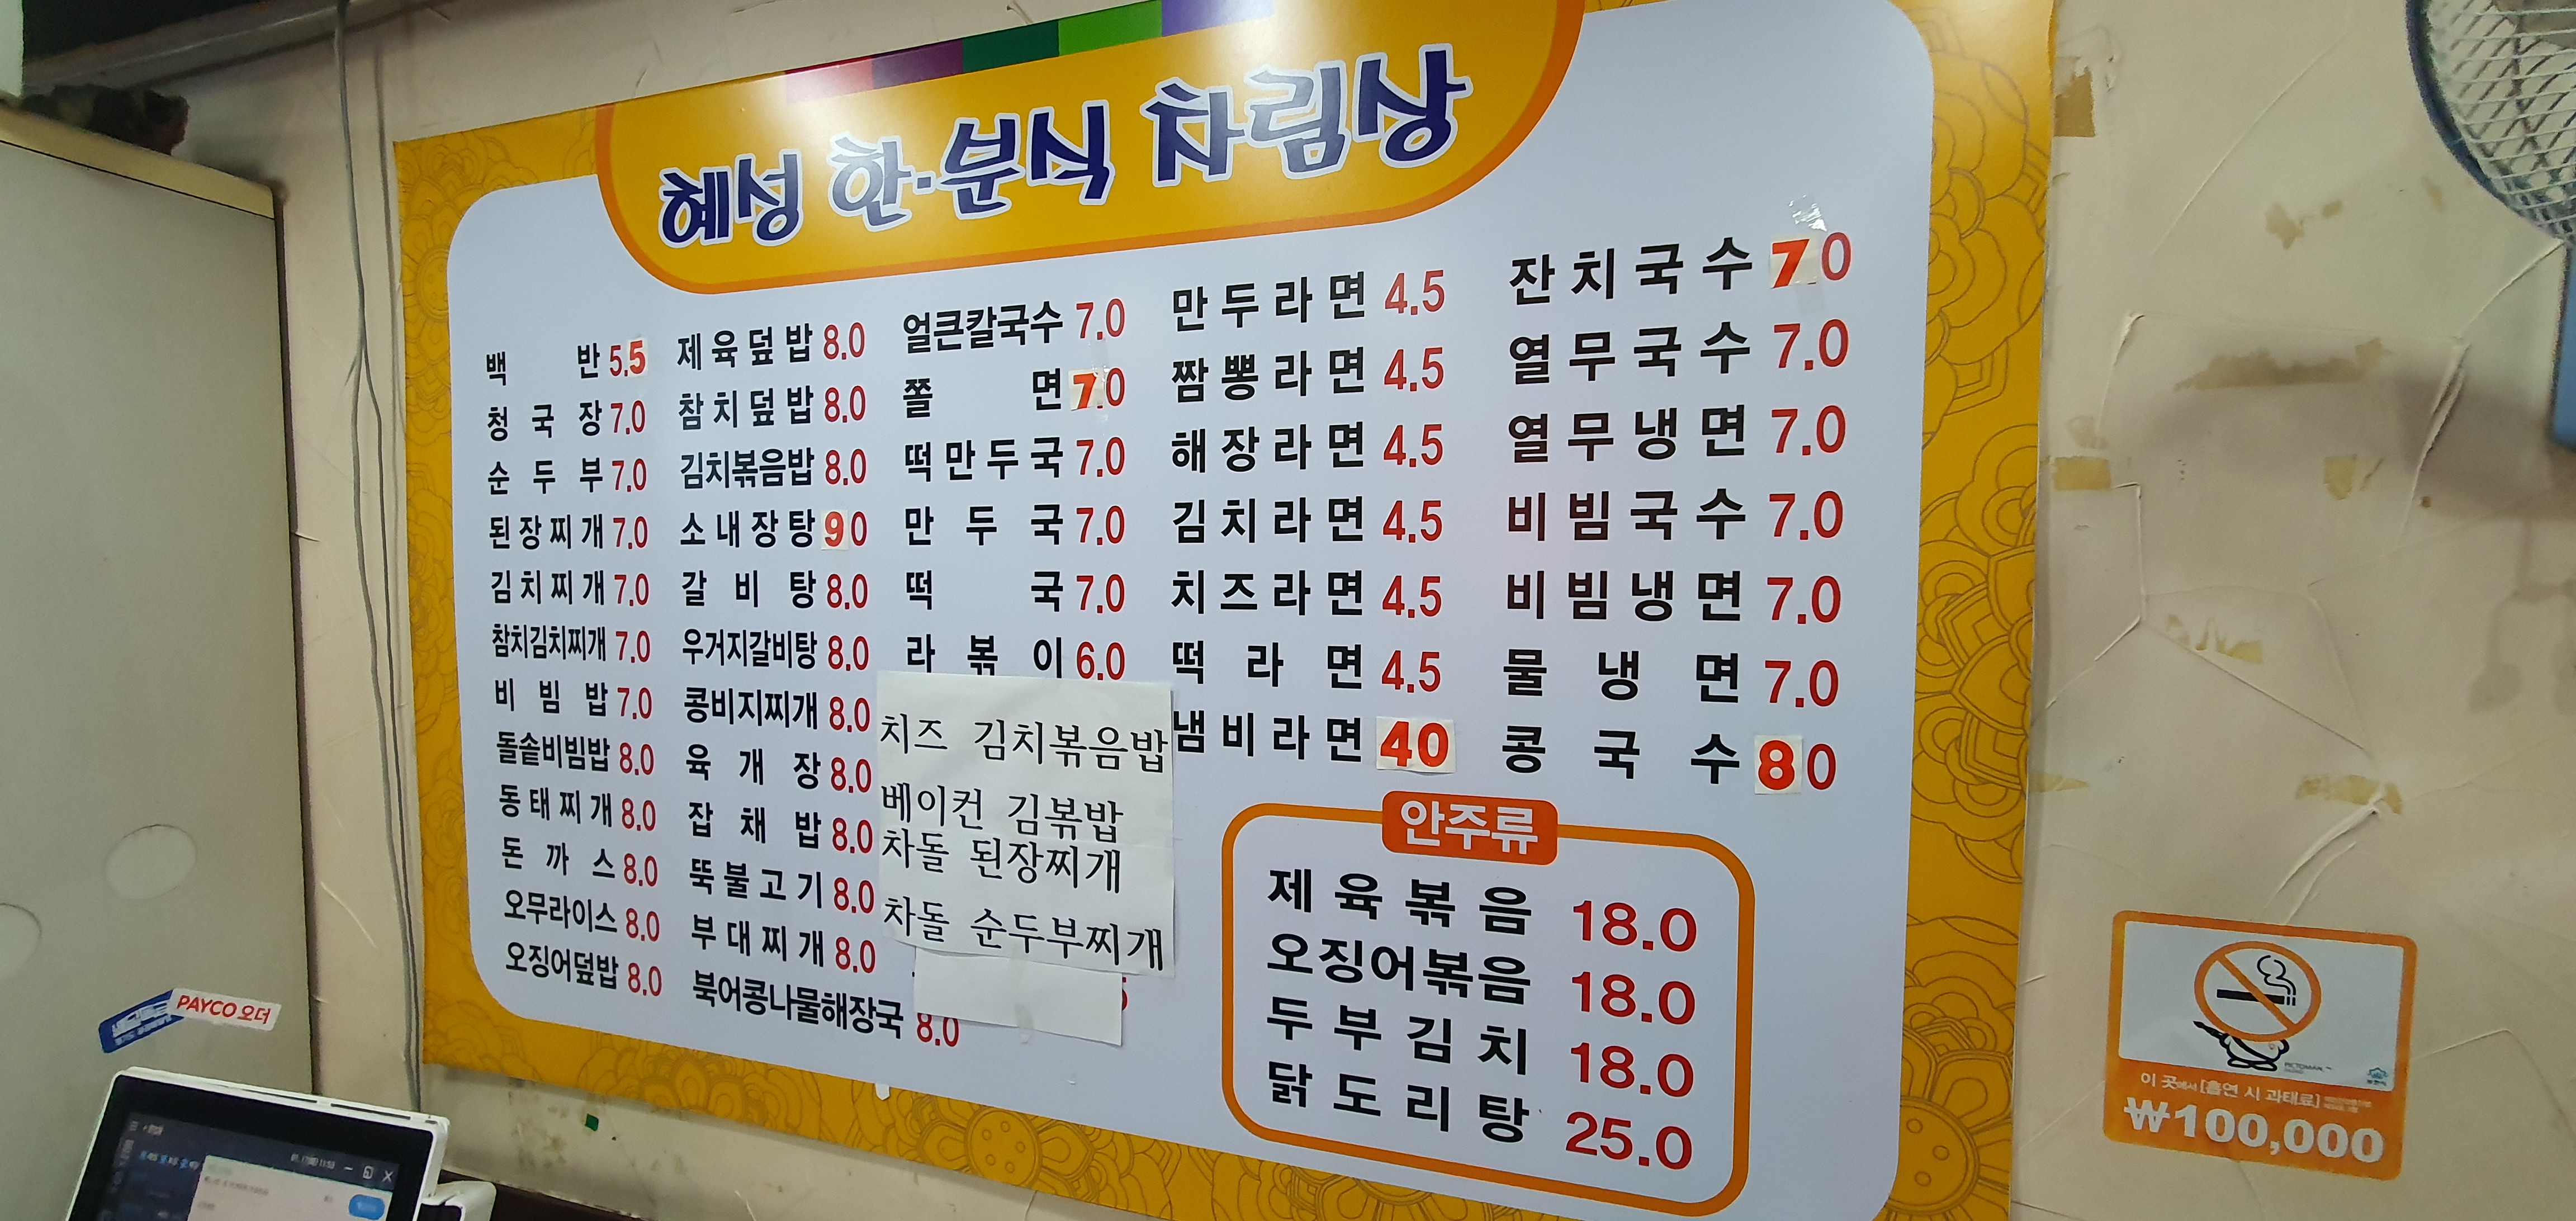 혜성 한·분식 차림상
백반 5.5
청국장 7.0
순두부 7.0
된장찌개 7.0
김치찌개 7.0
참치김치찌개 7.0
비빔밥 7.0
돌솥비빔밥 8.0
동태찌개 8.0
돈까스 8.0
오무라이스 8.0
오징어덮밥 8.0
제육덮밥 8.0
참치덮밥 8.0
김치볶음밥 8.0
소내장탕 90
갈비탕 8.0
우거지갈비탕 8.0
콩비지찌개 8.0
육개장 8.0
잡채밥 8.0
뚝불고기 8.0
부대찌개 8.0
북어콩나물해장국 8.0
얼큰칼국수 7.0
쫄면 7.0
떡만두국 7.0
만두국 7.0
떡국 7.0
라볶이 6.0
치즈 김치볶음밥
베이컨 김볶밥
차돌 된장찌개
차돌 순두부찌개
만두라면 4.5
짬뽕라면 4.5
해장라면 4.5
김치라면 4.5
치즈라면 4.5
떡라면 4.5
냄비라면 40
잔치국수 7.0
열무국수 7.0
열무냉면 7.0
비빔국수 7.0
비빔냉면 7.0
물냉면 7.0
콩국수 80
안주류
제육볶음 18.0
오징어볶음 18.0
두부김치 18.0
닭도리탕 25.0
PAYCO 오더
이 곳에서 [흡연 시 과태료]
₩100,000